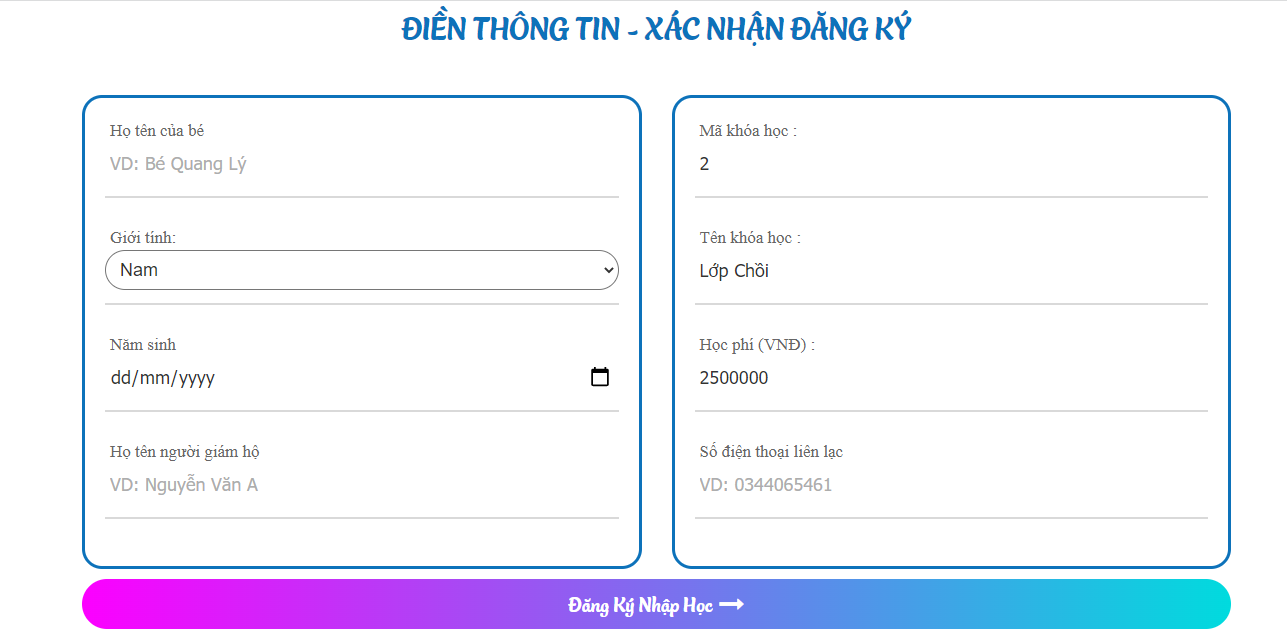 ĐIỀN THÔNG TIN - XÁC NHẬN ĐĂNG KÝ
Họ tên của bé
VD: Bé Quang Lý
Giới tính:
Nam
Năm sinh
dd/mm/yyyy
Họ tên người giám hộ
VD: Nguyễn Văn A
Mã khóa học :
2
Tên khóa học :
Lớp Chồi
Học phí (VNĐ) :
2500000
Số điện thoại liên lạc
VD: 0344065461
Đăng Ký Nhập Học